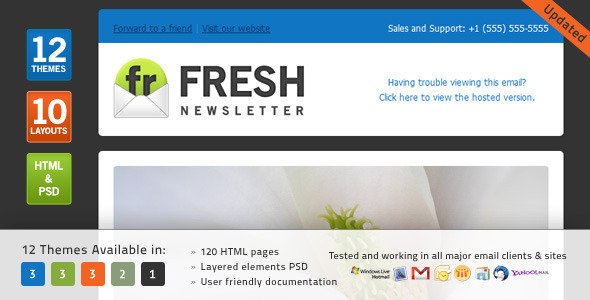 Updated
12
THEMES
10
LAYOUTS
HTML
&
PSD
Forward to a friend | Visit our website
Sales and Support: +1 (555) 555-5555
fr
FRESH
NEWSLETTER
Having trouble viewing this email?
Click here to view the hosted version.
12 Themes Available in:
3 3 3 2 1
» 120 HTML pages
» Layered elements PSD
» User friendly documentation
Tested and working in all major email clients & sites
Windows Live
Hotmail
YAHOO! MAIL